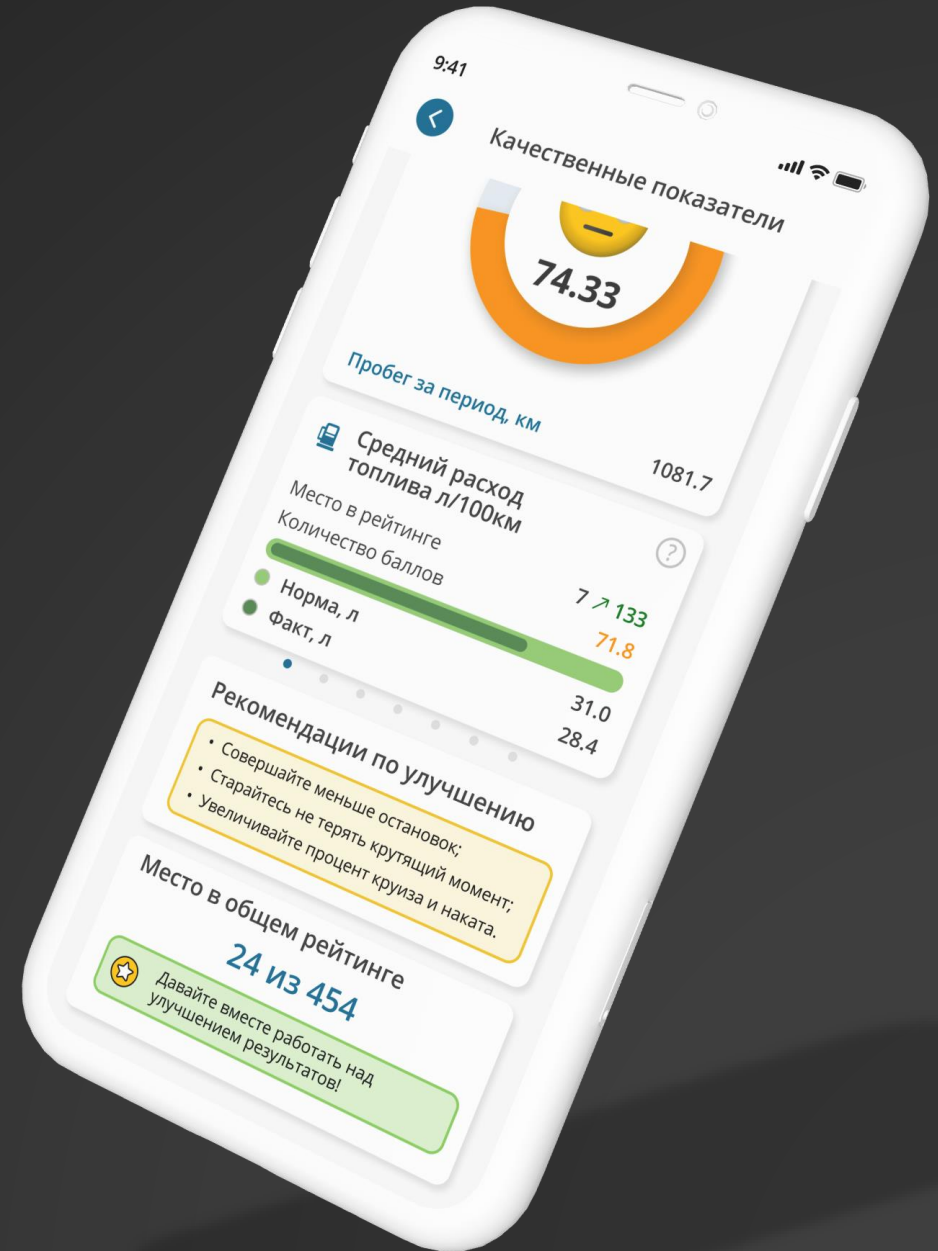 9:41
Качественные показатели
74.33
Пробег за период, км
1081.7
Средний расход
топлива л/100км
?
Место в рейтинге
7 ↗ 133
Количество баллов
71.8
Норма, л
31.0
Факт, л
28.4
Рекомендации по улучшению
• Совершайте меньше остановок;
• Старайтесь не терять крутящий момент;
• Увеличивайте процент круиза и наката.
Место в общем рейтинге
24 из 454
Давайте вместе работать над
улучшением результатов!